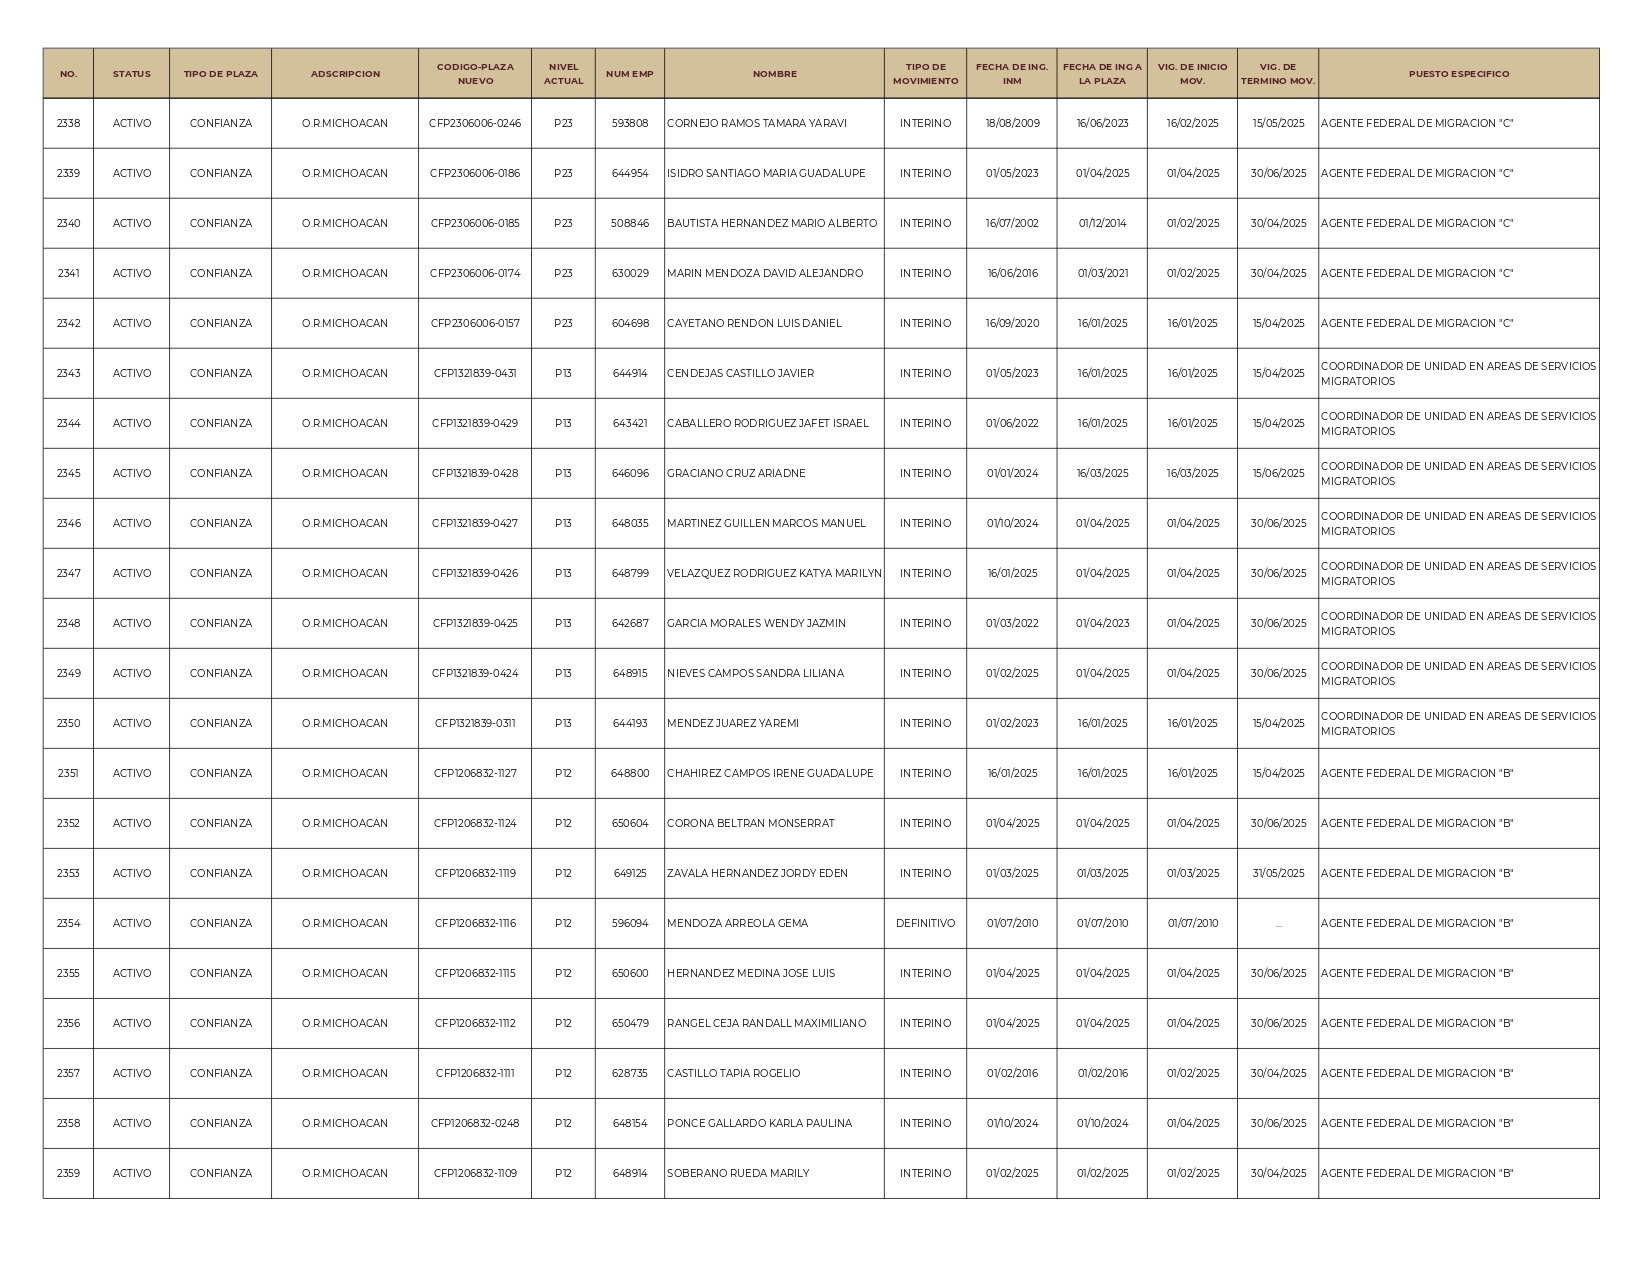 NO. STATUS TIPO DE PLAZA ADSCRIPCION CODIGO-PLAZA NUEVO NIVEL ACTUAL NUM EMP NOMBRE TIPO DE MOVIMIENTO FECHA DE ING. INM FECHA DE ING A LA PLAZA VIG. DE INICIO MOV. VIG. DE TERMINO MOV. PUESTO ESPECIFICO
2338 ACTIVO CONFIANZA O.R.MICHOACAN CFP2306006-0246 P23 593808 CORNEJO RAMOS TAMARA YARAVI INTERINO 18/08/2009 16/06/2023 16/02/2025 15/05/2025 AGENTE FEDERAL DE MIGRACION "C"
2339 ACTIVO CONFIANZA O.R.MICHOACAN CFP2306006-0186 P23 644954 ISIDRO SANTIAGO MARIA GUADALUPE INTERINO 01/05/2023 01/04/2025 01/04/2025 30/06/2025 AGENTE FEDERAL DE MIGRACION "C"
2340 ACTIVO CONFIANZA O.R.MICHOACAN CFP2306006-0185 P23 508846 BAUTISTA HERNANDEZ MARIO ALBERTO INTERINO 16/07/2002 01/12/2014 01/02/2025 30/04/2025 AGENTE FEDERAL DE MIGRACION "C"
2341 ACTIVO CONFIANZA O.R.MICHOACAN CFP2306006-0174 P23 630029 MARIN MENDOZA DAVID ALEJANDRO INTERINO 16/06/2016 01/03/2021 01/02/2025 30/04/2025 AGENTE FEDERAL DE MIGRACION "C"
2342 ACTIVO CONFIANZA O.R.MICHOACAN CFP2306006-0157 P23 604698 CAYETANO RENDON LUIS DANIEL INTERINO 16/09/2020 16/01/2025 16/01/2025 15/04/2025 AGENTE FEDERAL DE MIGRACION "C"
2343 ACTIVO CONFIANZA O.R.MICHOACAN CFP1321839-0431 P13 644914 CENDEJAS CASTILLO JAVIER INTERINO 01/05/2023 16/01/2025 16/01/2025 15/04/2025 COORDINADOR DE UNIDAD EN AREAS DE SERVICIOS MIGRATORIOS
2344 ACTIVO CONFIANZA O.R.MICHOACAN CFP1321839-0429 P13 643421 CABALLERO RODRIGUEZ JAFET ISRAEL INTERINO 01/06/2022 16/01/2025 16/01/2025 15/04/2025 COORDINADOR DE UNIDAD EN AREAS DE SERVICIOS MIGRATORIOS
2345 ACTIVO CONFIANZA O.R.MICHOACAN CFP1321839-0428 P13 646096 GRACIANO CRUZ ARIADNE INTERINO 01/01/2024 16/03/2025 16/03/2025 15/06/2025 COORDINADOR DE UNIDAD EN AREAS DE SERVICIOS MIGRATORIOS
2346 ACTIVO CONFIANZA O.R.MICHOACAN CFP1321839-0427 P13 648035 MARTINEZ GUILLEN MARCOS MANUEL INTERINO 01/10/2024 01/04/2025 01/04/2025 30/06/2025 COORDINADOR DE UNIDAD EN AREAS DE SERVICIOS MIGRATORIOS
2347 ACTIVO CONFIANZA O.R.MICHOACAN CFP1321839-0426 P13 648799 VELAZQUEZ RODRIGUEZ KATYA MARILYN INTERINO 16/01/2025 01/04/2025 01/04/2025 30/06/2025 COORDINADOR DE UNIDAD EN AREAS DE SERVICIOS MIGRATORIOS
2348 ACTIVO CONFIANZA O.R.MICHOACAN CFP1321839-0425 P13 642687 GARCIA MORALES WENDY JAZMIN INTERINO 01/03/2022 01/04/2023 01/04/2025 30/06/2025 COORDINADOR DE UNIDAD EN AREAS DE SERVICIOS MIGRATORIOS
2349 ACTIVO CONFIANZA O.R.MICHOACAN CFP1321839-0424 P13 648915 NIEVES CAMPOS SANDRA LILIANA INTERINO 01/02/2025 01/04/2025 01/04/2025 30/06/2025 COORDINADOR DE UNIDAD EN AREAS DE SERVICIOS MIGRATORIOS
2350 ACTIVO CONFIANZA O.R.MICHOACAN CFP1321839-0311 P13 644193 MENDEZ JUAREZ YAREMI INTERINO 01/02/2023 16/01/2025 16/01/2025 15/04/2025 COORDINADOR DE UNIDAD EN AREAS DE SERVICIOS MIGRATORIOS
2351 ACTIVO CONFIANZA O.R.MICHOACAN CFP1206832-1127 P12 648800 CHAHIREZ CAMPOS IRENE GUADALUPE INTERINO 16/01/2025 16/01/2025 16/01/2025 15/04/2025 AGENTE FEDERAL DE MIGRACION "B"
2352 ACTIVO CONFIANZA O.R.MICHOACAN CFP1206832-1124 P12 650604 CORONA BELTRAN MONSERRAT INTERINO 01/04/2025 01/04/2025 01/04/2025 30/06/2025 AGENTE FEDERAL DE MIGRACION "B"
2353 ACTIVO CONFIANZA O.R.MICHOACAN CFP1206832-1119 P12 649125 ZAVALA HERNANDEZ JORDY EDEN INTERINO 01/03/2025 01/03/2025 01/03/2025 31/05/2025 AGENTE FEDERAL DE MIGRACION "B"
2354 ACTIVO CONFIANZA O.R.MICHOACAN CFP1206832-1116 P12 596094 MENDOZA ARREOLA GEMA DEFINITIVO 01/07/2010 01/07/2010 01/07/2010 ... AGENTE FEDERAL DE MIGRACION "B"
2355 ACTIVO CONFIANZA O.R.MICHOACAN CFP1206832-1115 P12 650600 HERNANDEZ MEDINA JOSE LUIS INTERINO 01/04/2025 01/04/2025 01/04/2025 30/06/2025 AGENTE FEDERAL DE MIGRACION "B"
2356 ACTIVO CONFIANZA O.R.MICHOACAN CFP1206832-1112 P12 650479 RANGEL CEJA RANDALL MAXIMILIANO INTERINO 01/04/2025 01/04/2025 01/04/2025 30/06/2025 AGENTE FEDERAL DE MIGRACION "B"
2357 ACTIVO CONFIANZA O.R.MICHOACAN CFP1206832-1111 P12 628735 CASTILLO TAPIA ROGELIO INTERINO 01/02/2016 01/02/2016 01/02/2025 30/04/2025 AGENTE FEDERAL DE MIGRACION "B"
2358 ACTIVO CONFIANZA O.R.MICHOACAN CFP1206832-0248 P12 648154 PONCE GALLARDO KARLA PAULINA INTERINO 01/10/2024 01/10/2024 01/04/2025 30/06/2025 AGENTE FEDERAL DE MIGRACION "B"
2359 ACTIVO CONFIANZA O.R.MICHOACAN CFP1206832-1109 P12 648914 SOBERANO RUEDA MARILY INTERINO 01/02/2025 01/02/2025 01/02/2025 30/04/2025 AGENTE FEDERAL DE MIGRACION "B"